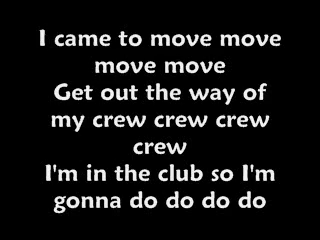 I came to move move
move move
Get out the way of
my crew crew crew
crew
I'm in the club so I'm
gonna do do do do